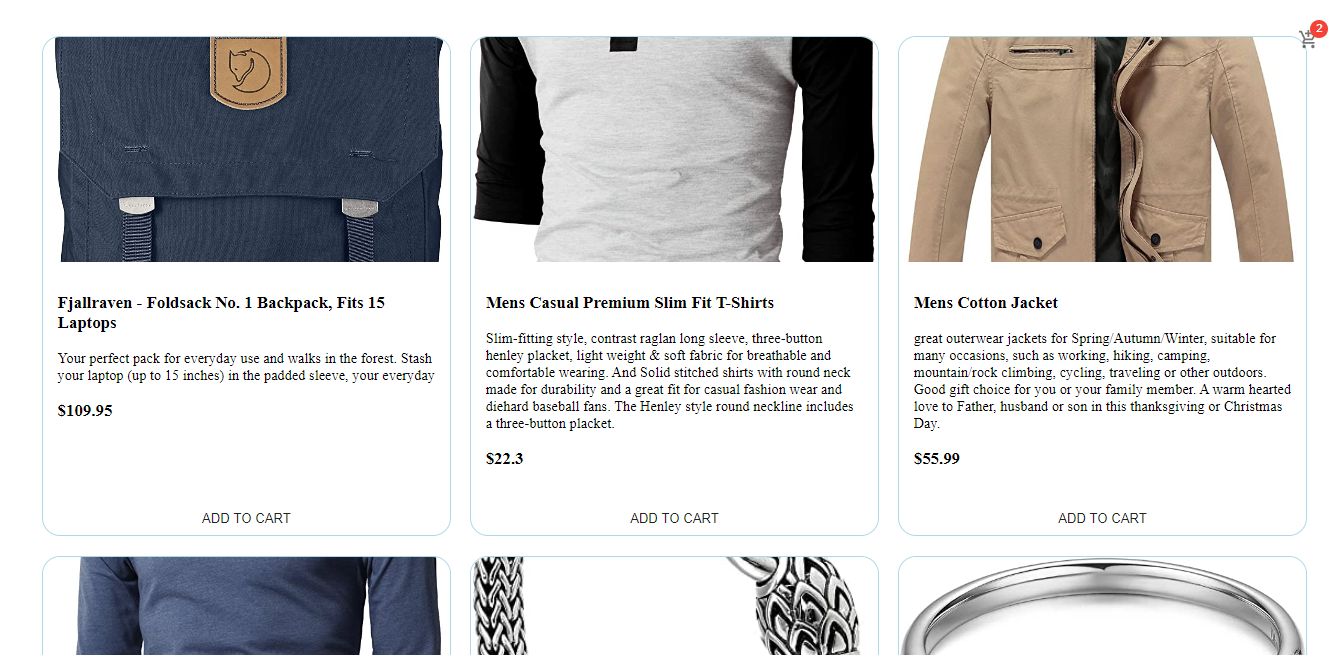 2
Fjallraven - Foldsack No. 1 Backpack, Fits 15
Laptops
Your perfect pack for everyday use and walks in the forest. Stash
your laptop (up to 15 inches) in the padded sleeve, your everyday
$109.95
ADD TO CART
Mens Casual Premium Slim Fit T-Shirts
Slim-fitting style, contrast raglan long sleeve, three-button
henley placket, light weight & soft fabric for breathable and
comfortable wearing. And Solid stitched shirts with round neck
made for durability and a great fit for casual fashion wear and
diehard baseball fans. The Henley style round neckline includes
a three-button placket.
$22.3
ADD TO CART
Mens Cotton Jacket
great outerwear jackets for Spring/Autumn/Winter, suitable for
many occasions, such as working, hiking, camping,
mountain/rock climbing, cycling, traveling or other outdoors.
Good gift choice for you or your family member. A warm hearted
love to Father, husband or son in this thanksgiving or Christmas
Day.
$55.99
ADD TO CART